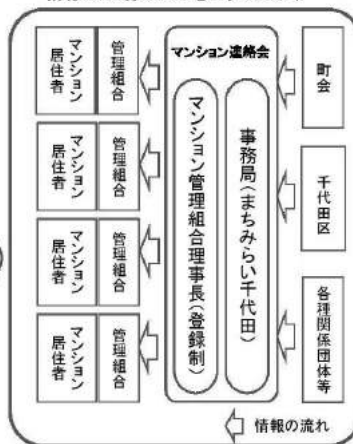 マンション連絡会
町会
千代田区
各種関係団体等
事務局(まちみらい千代田)
マンション管理組合理事長(登録制)
管理組合
マンション
居住者
管理組合
マンション
居住者
管理組合
マンション
居住者
管理組合
マンション
居住者
情報の流れ